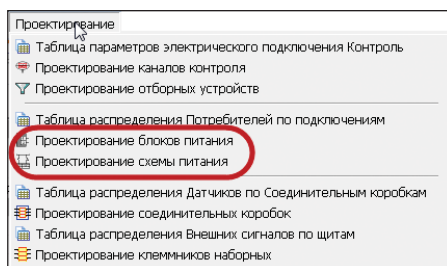 Проектирование
Таблица параметров электрического подключения Контроль
Проектирование каналов контроля
Проектирование отборных устройств
Таблица распределения Потребителей по подключениям
Проектирование блоков питания
Проектирование схемы питания
Таблица распределения Датчиков по Соединительным коробкам
Проектирование соединительных коробок
Таблица распределения Внешних сигналов по щитам
Проектирование клеммников наборных